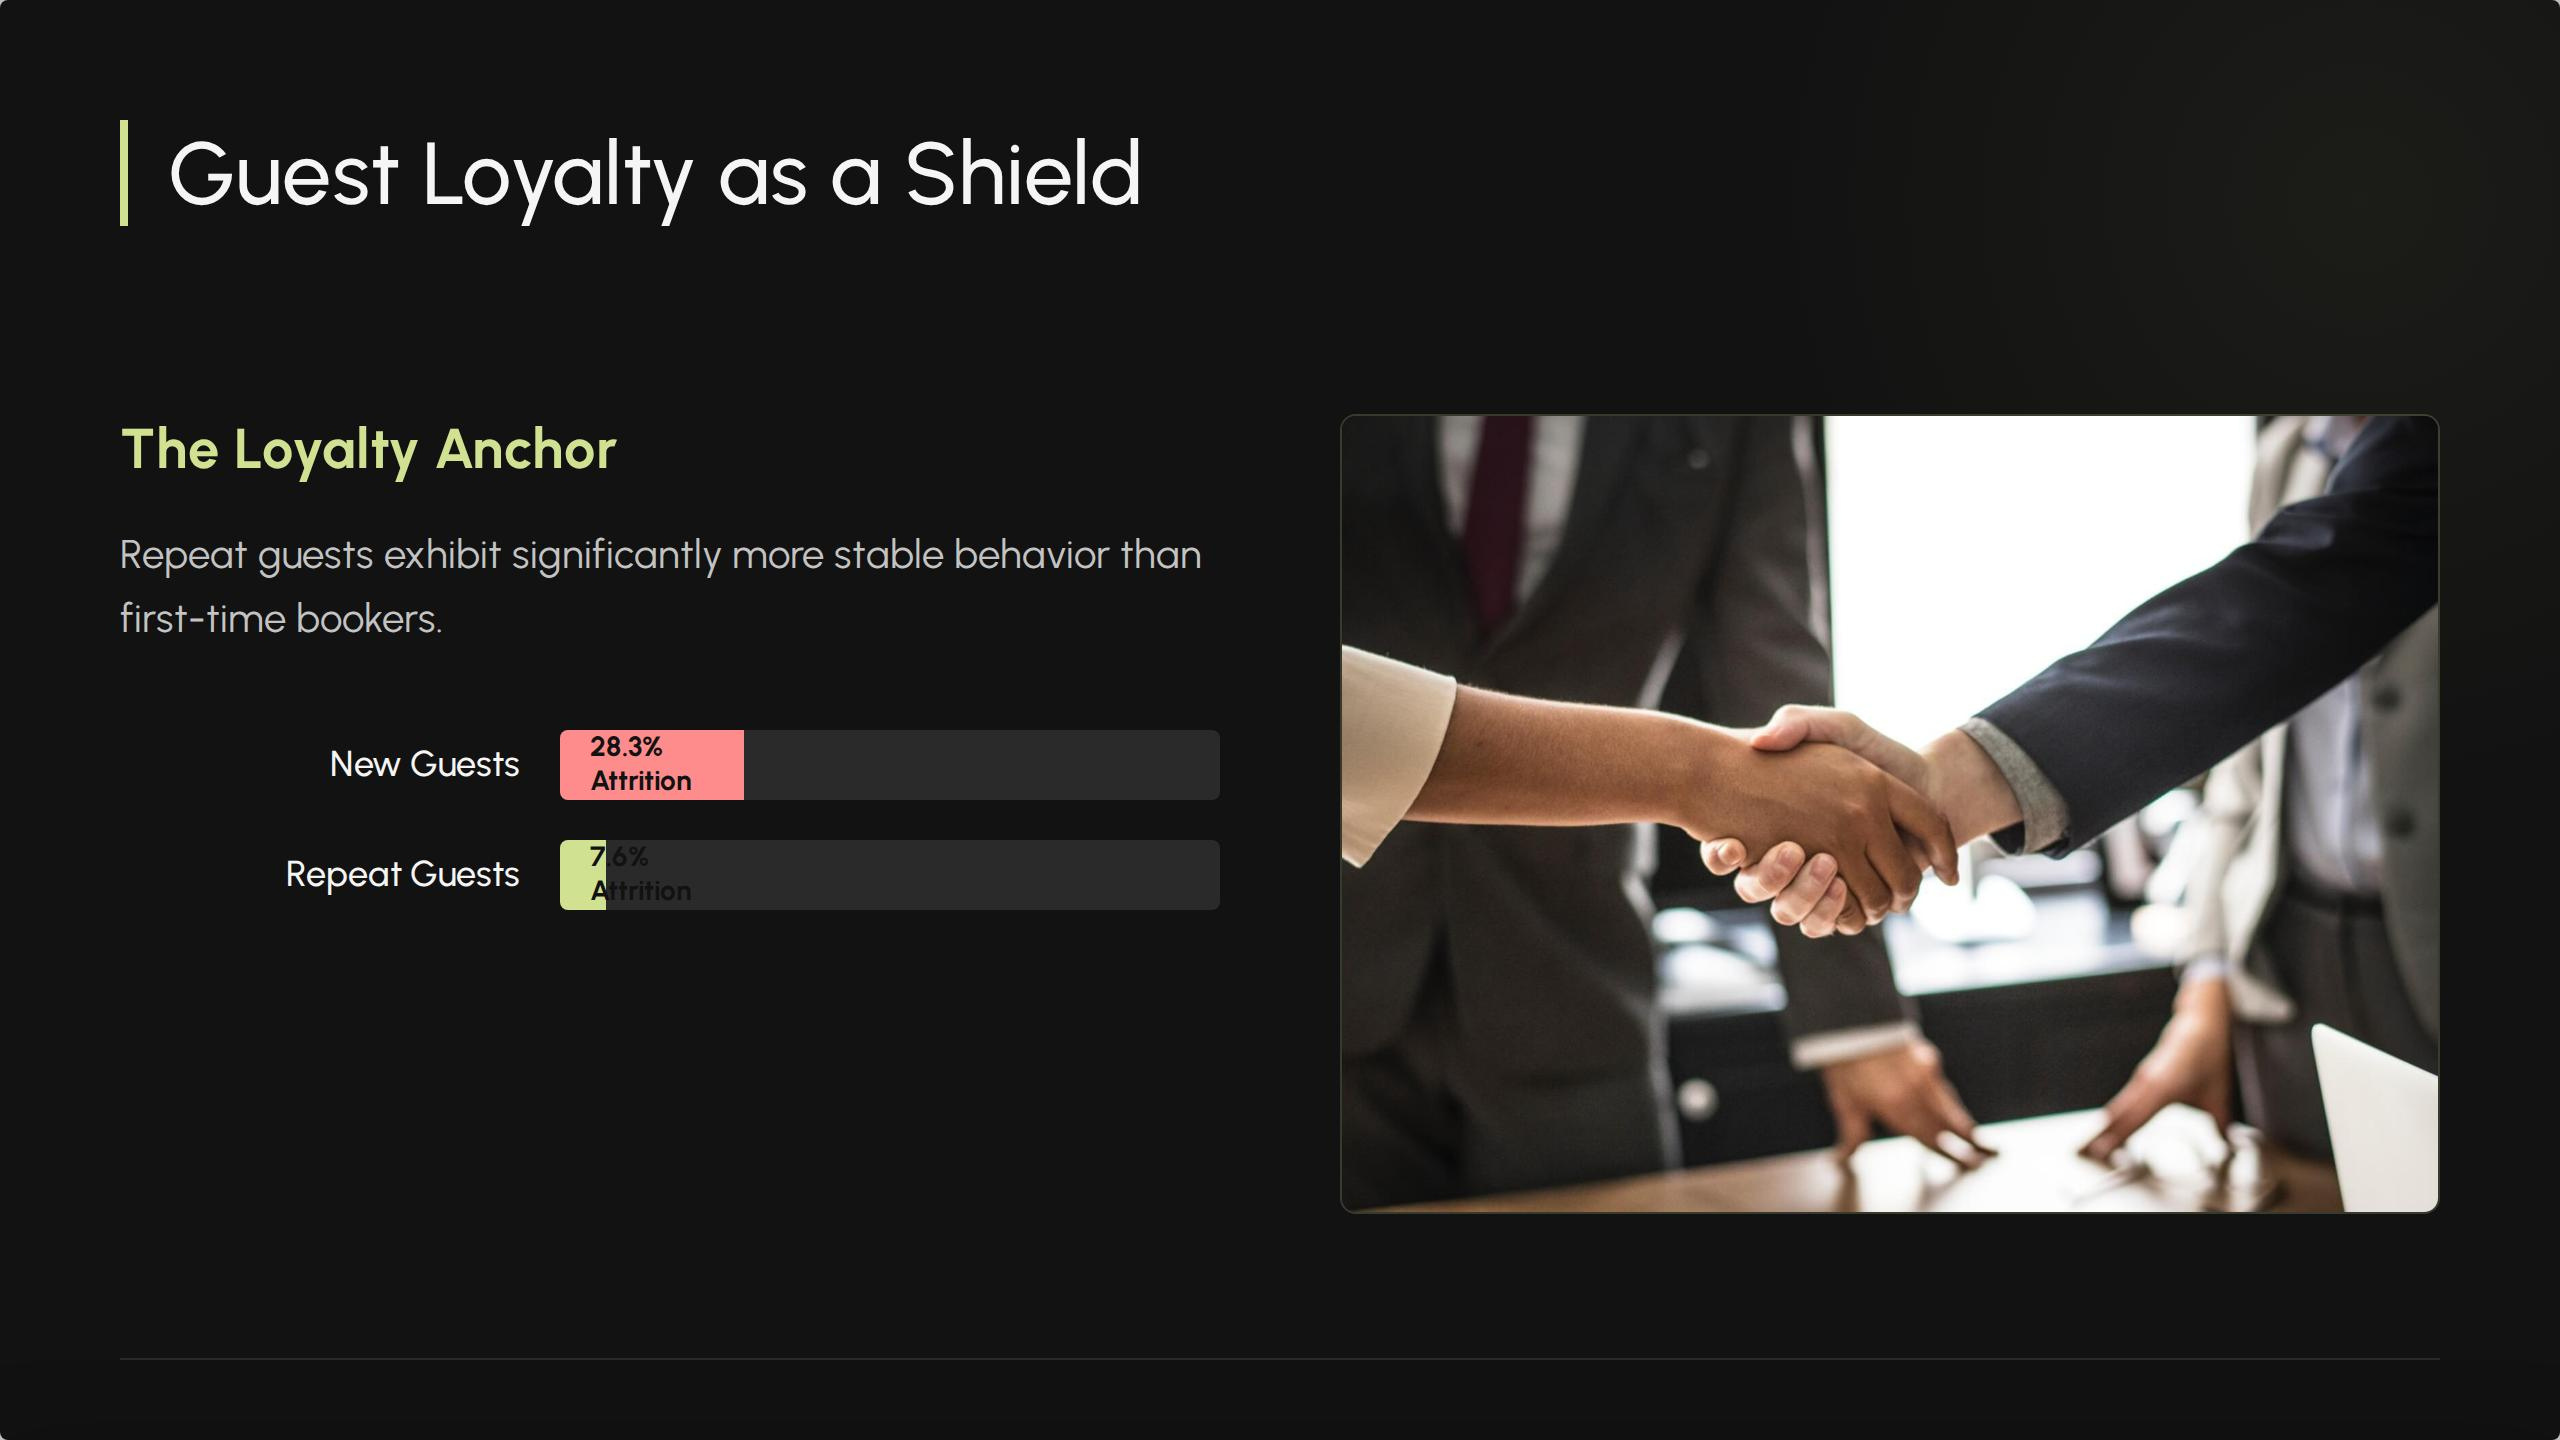 Guest Loyalty as a Shield
The Loyalty Anchor
Repeat guests exhibit significantly more stable behavior than
first-time bookers.
New Guests
28.3%
Attrition
Repeat Guests
7.6%
Attrition